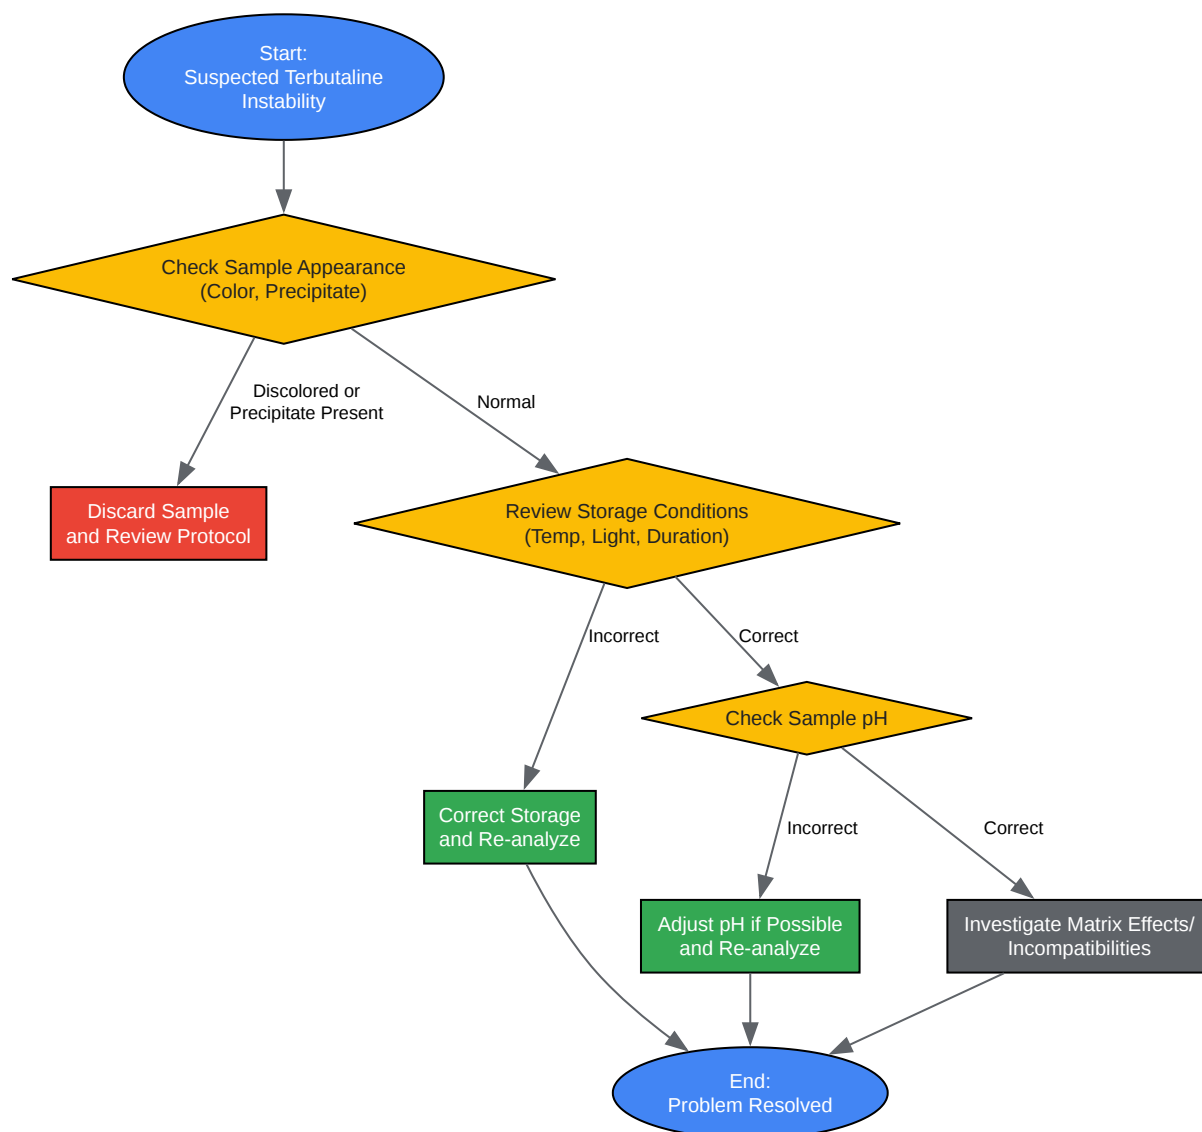 Start:
Suspected Terbutaline
Instability
Check Sample Appearance
(Color, Precipitate)
Discolored or
Precipitate Present
Normal
Discard Sample
and Review Protocol
Review Storage Conditions
(Temp, Light, Duration)
Incorrect
Correct
Check Sample pH
Correct Storage
and Re-analyze
Incorrect
Correct
Adjust pH if Possible
and Re-analyze
Investigate Matrix Effects/
Incompatibilities
End:
Problem Resolved